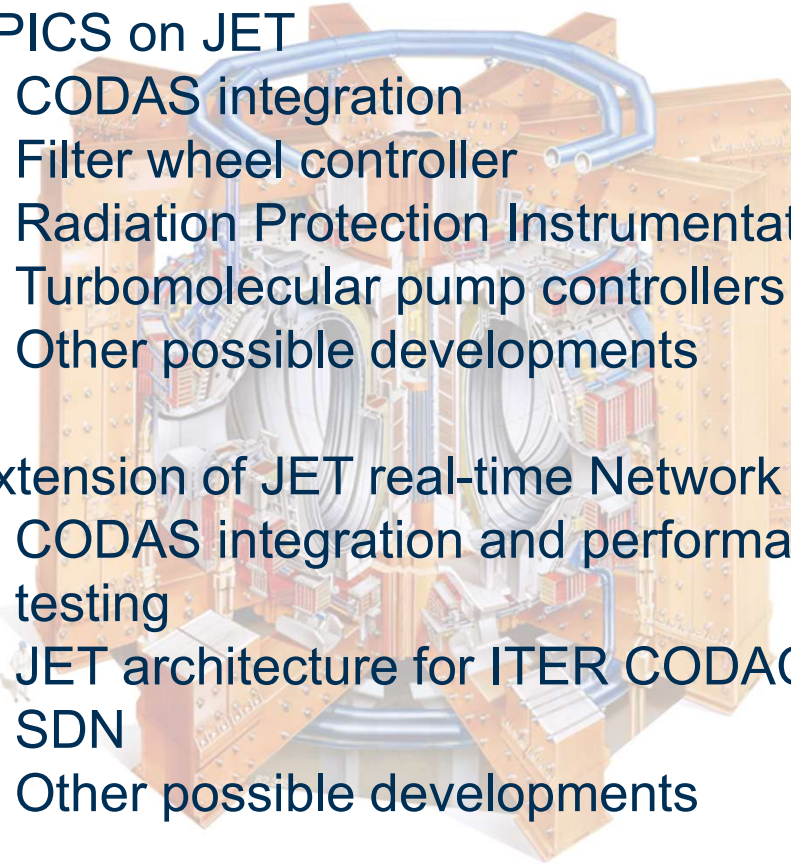 PICS on JET
CODAS integration
Filter wheel controller
Radiation Protection Instrumentat
Turbomolecular pump controllers
Other possible developments
xtension of JET real-time Network
CODAS integration and performa
testing
JET architecture for ITER CODAC
SDN
Other possible developments